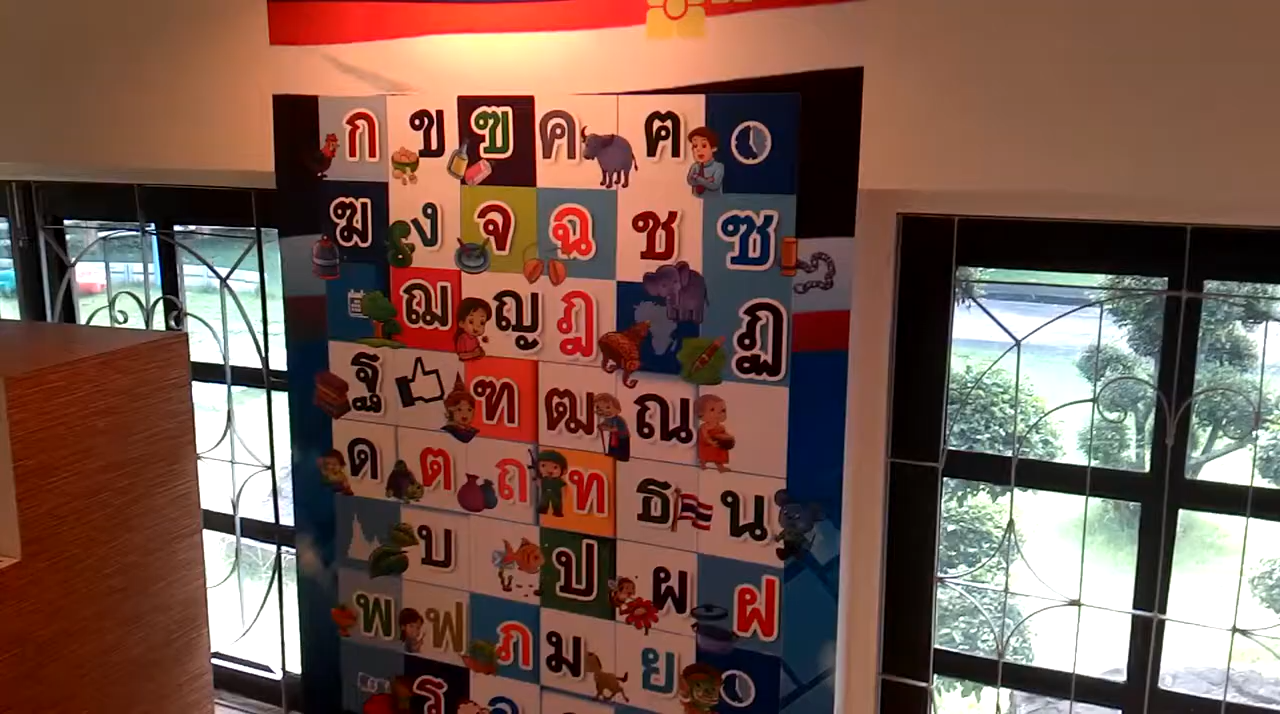 ก ข ฃ ค ฅ
ฆ ง จ ฉ ช ซ
ฌ ญ ฎ ฏ
ฐ ฑ ฒ ณ
ด ต ถ ท ธ น
บ ป ผ ฝ
พ ฟ ภ ม ย
ร